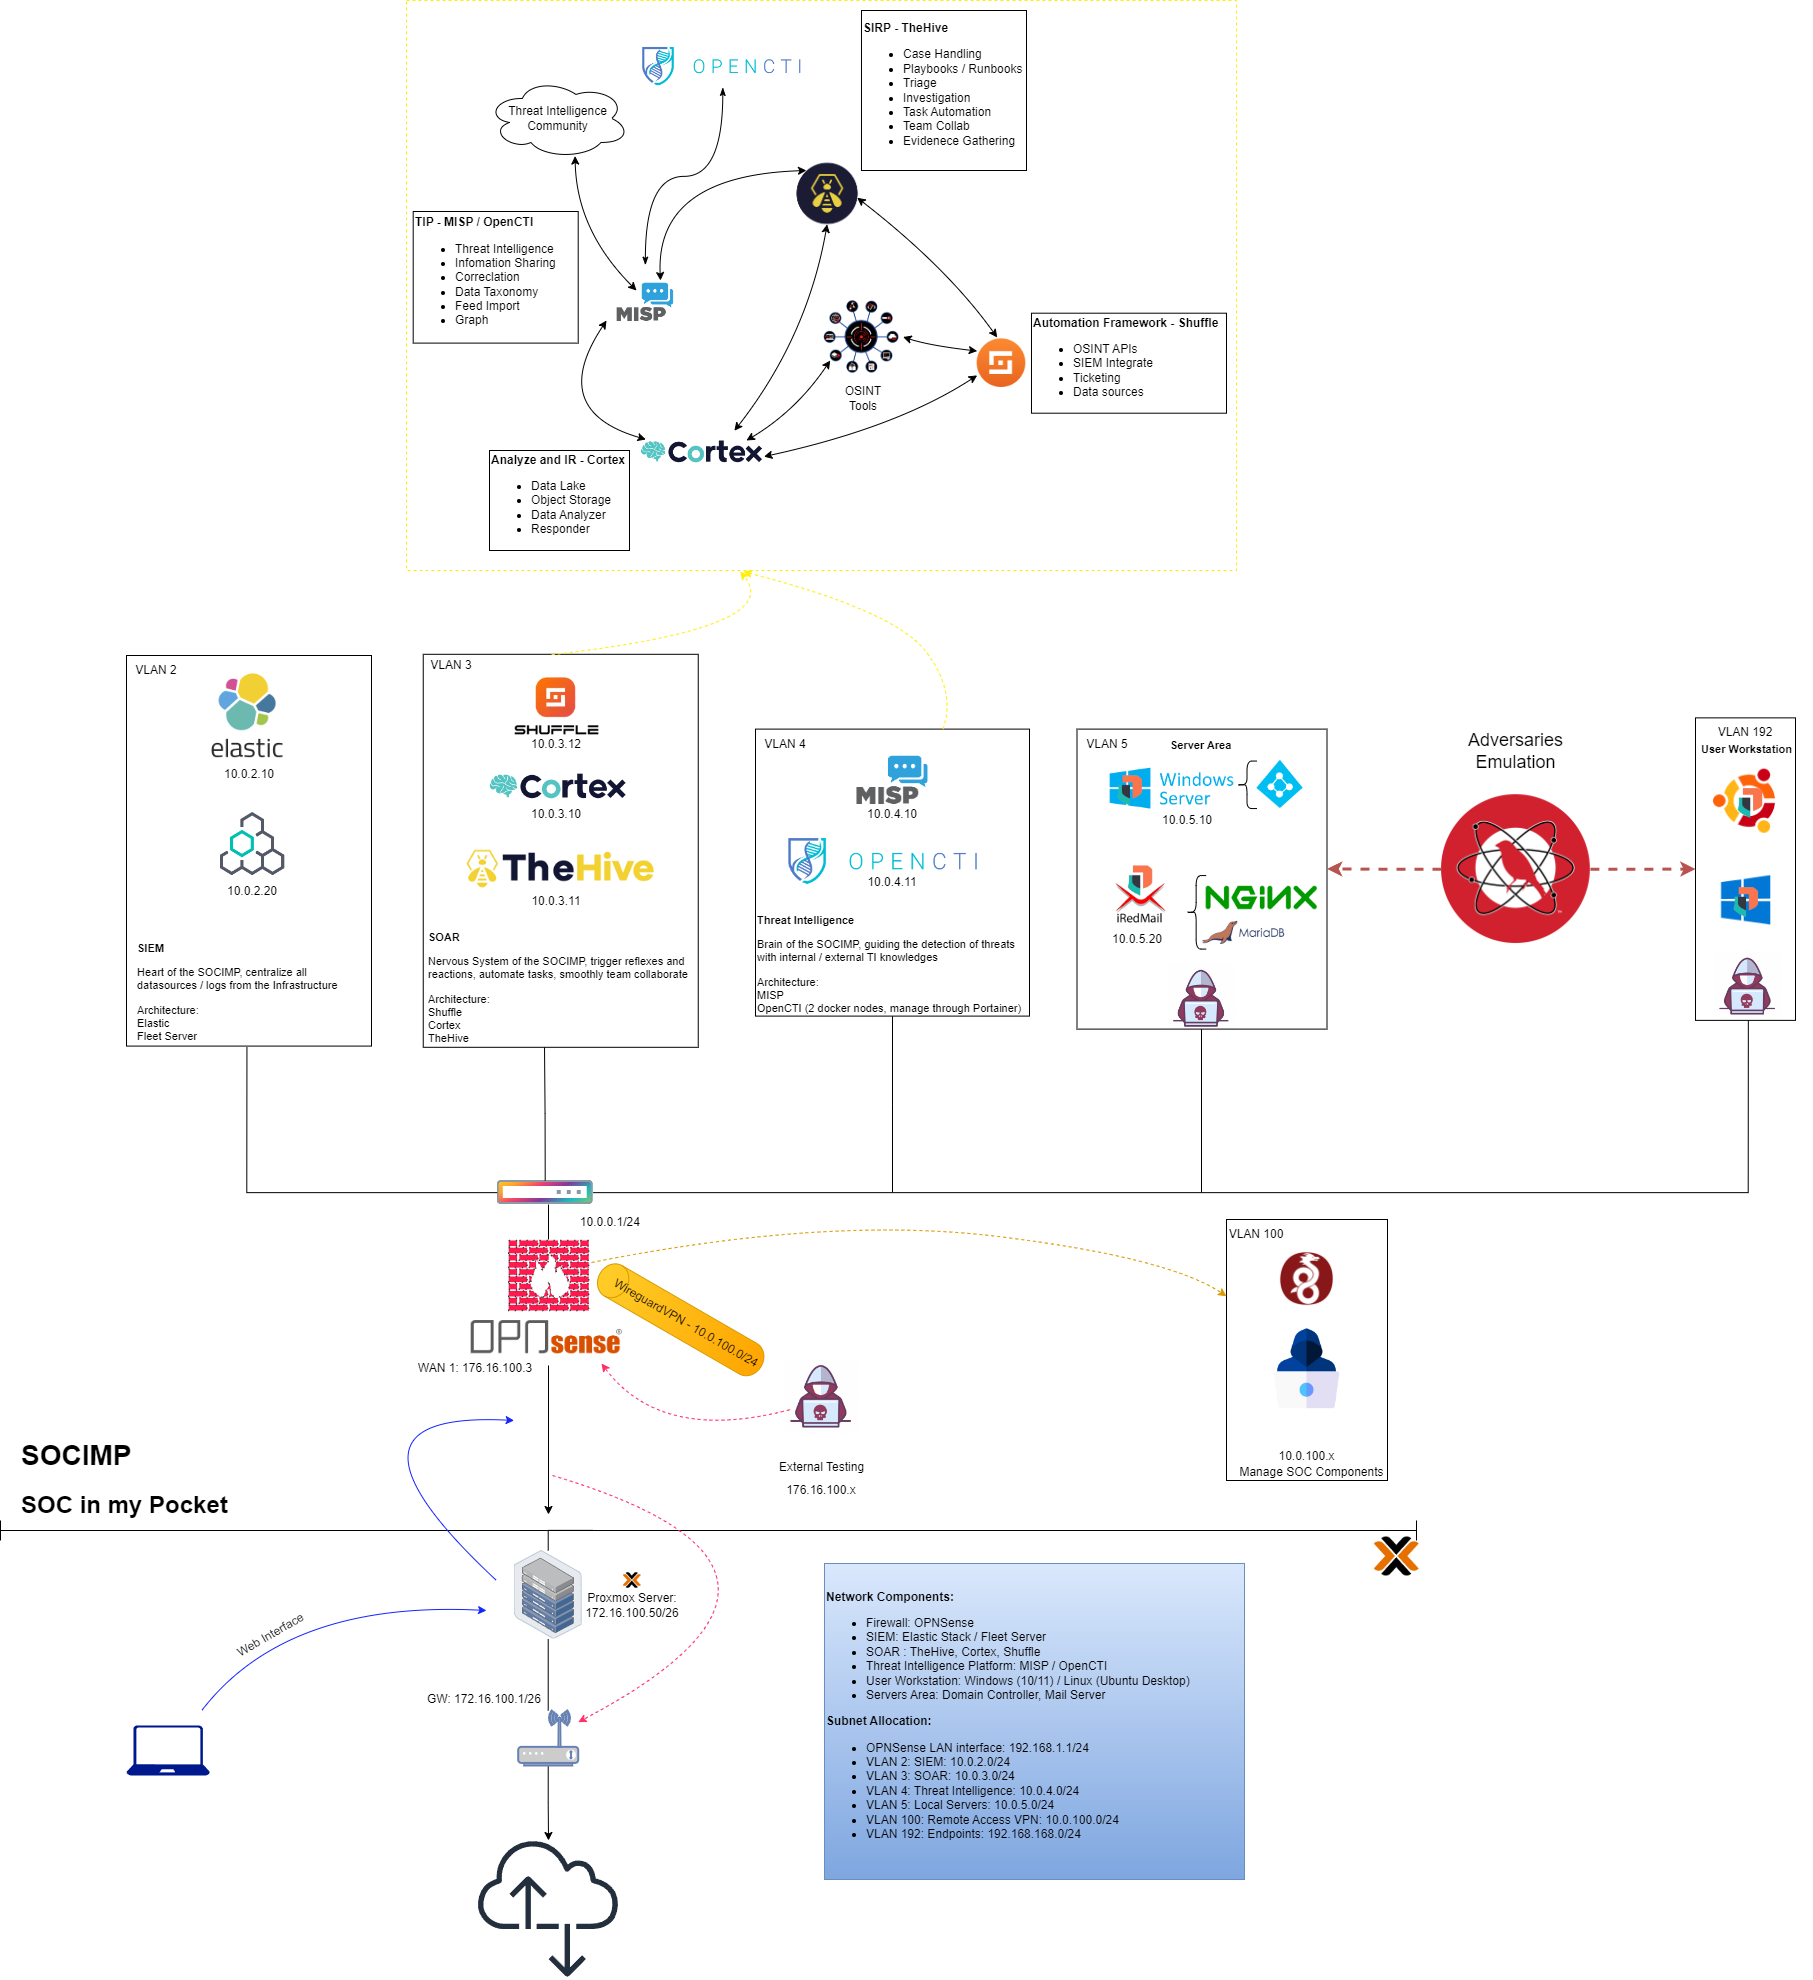 SIRP - TheHive
Case Handling
Playbooks / Runbooks
Triage
Investigation
Task Automation
Team Collab
Evidenece Gathering
OPENCTI
Threat Intelligence
Community
TIP - MISP / OpenCTI
Threat Intelligence
Infomation Sharing
Correclation
Data Taxonomy
Feed Import
Graph
MISP
OSINT
Tools
Automation Framework - Shuffle
OSINT APIs
SIEM Integrate
Ticketing
Data sources
Cortex
Analyze and IR - Cortex
Data Lake
Object Storage
Data Analyzer
Responder
VLAN 2
elastic
10.0.2.10
10.0.2.20
SIEM
Heart of the SOCIMP, centralize all
datasources / logs from the Infrastructure
Architecture:
Elastic
Fleet Server
VLAN 3
SHUFFLE
10.0.3.12
Cortex
10.0.3.10
TheHive
10.0.3.11
SOAR
Nervous System of the SOCIMP, trigger reflexes and
reactions, automate tasks, smoothly team collaborate
Architecture:
Shuffle
Cortex
TheHive
VLAN 4
MISP
10.0.4.10
OPENCTI
10.0.4.11
Threat Intelligence
Brain of the SOCIMP, guiding the detection of threats
with internal / external TI knowledges
Architecture:
MISP
OpenCTI (2 docker nodes, manage through Portainer)
VLAN 5
Server Area
Windows
Server
10.0.5.10
iRedMail
10.0.5.20
NGINX
MariaDB
Adversaries
Emulation
VLAN 192
User Workstation
10.0.0.1/24
OPNsense®
WireguardVPN - 10.0.100.0/24
WAN 1: 176.16.100.3
External Testing
176.16.100.x
VLAN 100
10.0.100.x
Manage SOC Components
SOCIMP
SOC in my Pocket
Proxmox Server:
172.16.100.50/26
Web Interface
GW: 172.16.100.1/26
Network Components:
Firewall: OPNSense
SIEM: Elastic Stack / Fleet Server
SOAR : TheHive, Cortex, Shuffle
Threat Intelligence Platform: MISP / OpenCTI
User Workstation: Windows (10/11) / Linux (Ubuntu Desktop)
Servers Area: Domain Controller, Mail Server
Subnet Allocation:
OPNSense LAN interface: 192.168.1.1/24
VLAN 2: SIEM: 10.0.2.0/24
VLAN 3: SOAR: 10.0.3.0/24
VLAN 4: Threat Intelligence: 10.0.4.0/24
VLAN 5: Local Servers: 10.0.5.0/24
VLAN 100: Remote Access VPN: 10.0.100.0/24
VLAN 192: Endpoints: 192.168.168.0/24